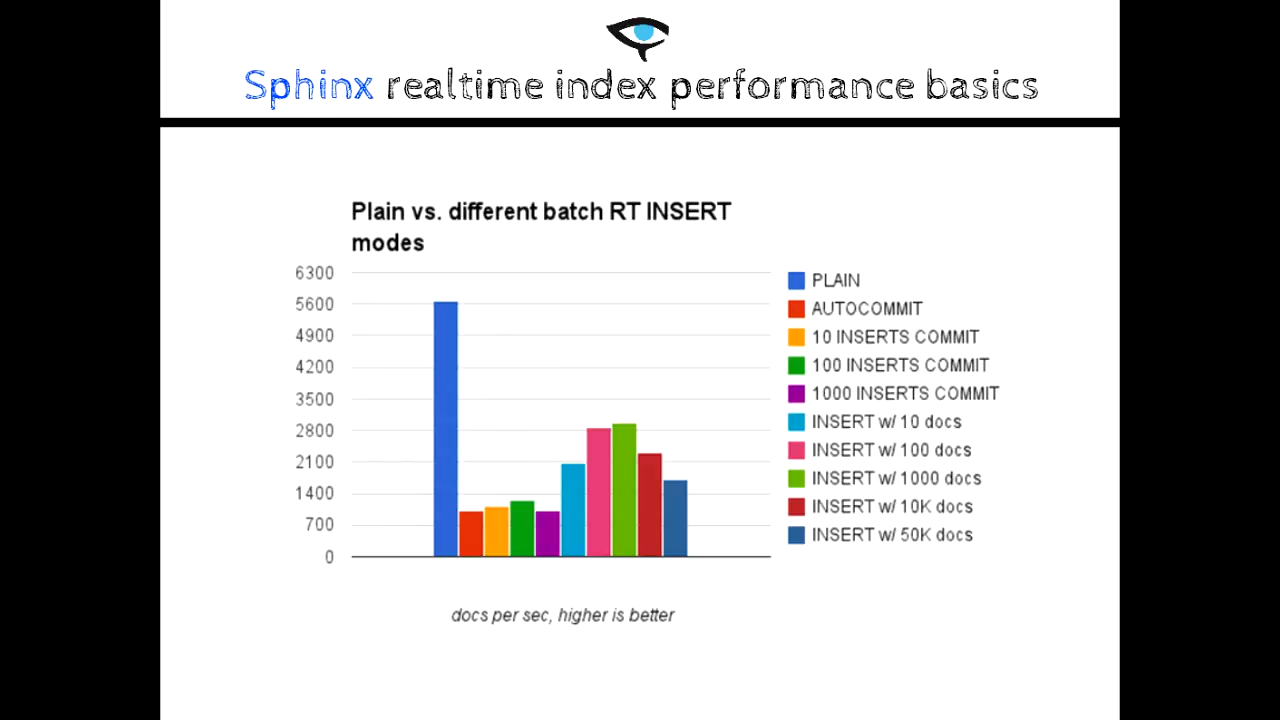 Sphinx realtime index performance basics
Plain vs. different batch RT INSERT
modes
6300
5600
4900
4200
3500
2800
2100
1400
700
0
PLAIN
AUTOCOMMIT
10 INSERTS COMMIT
100 INSERTS COMMIT
1000 INSERTS COMMIT
INSERT w/ 10 docs
INSERT w/ 100 docs
INSERT w/ 1000 docs
INSERT w/ 10K docs
INSERT w/ 50K docs
docs per sec, higher is better